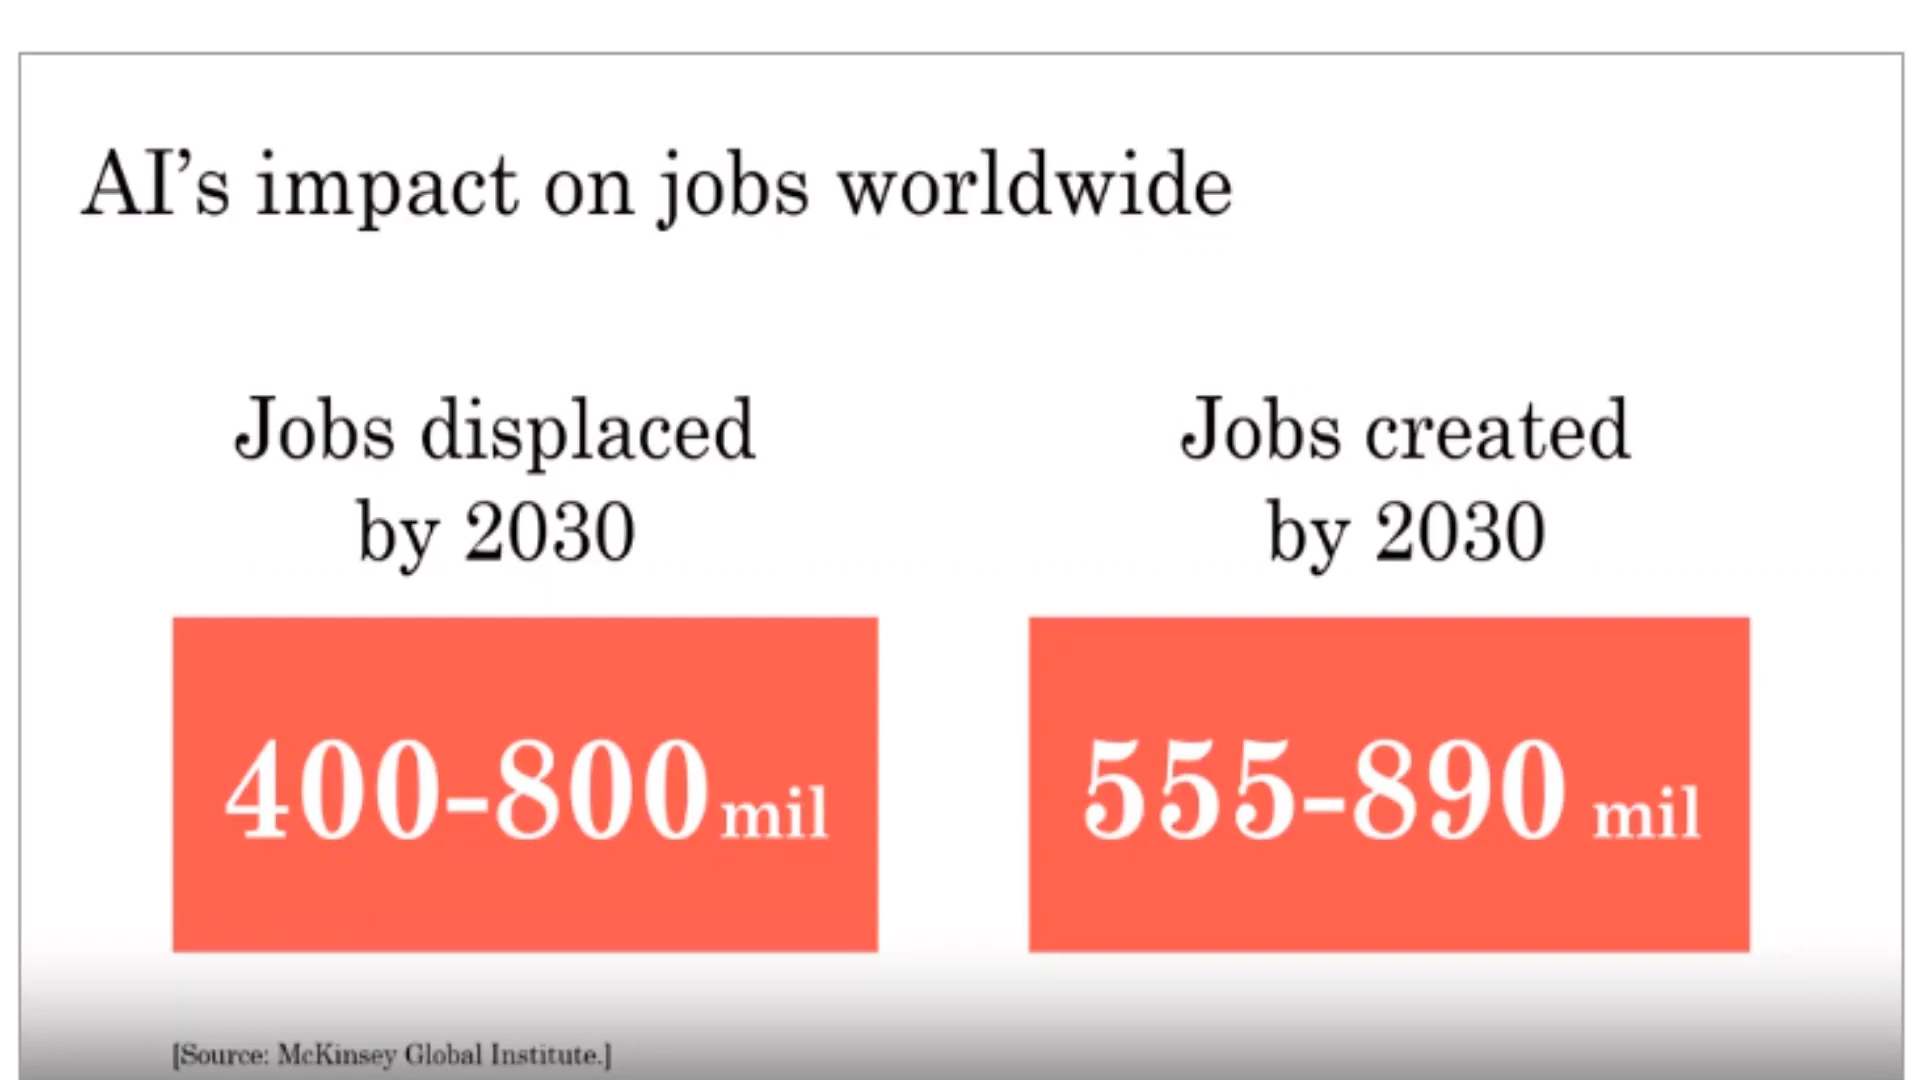 AI's impact on jobs worldwide
Jobs displaced
by 2030
400-800 mil
Jobs created
by 2030
555-890 mil
[Source: McKinsey Global Institute.]